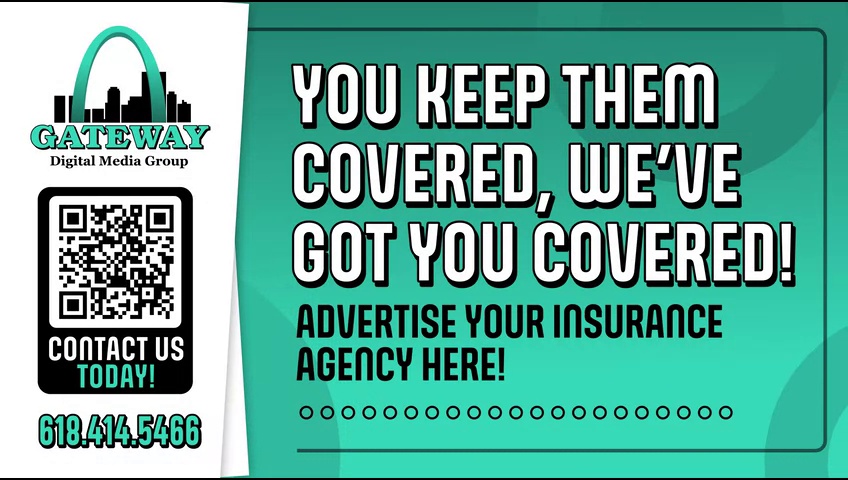 GATEWAY
Digital Media Group
CONTACT US
TODAY!
618.414.5466
YOU KEEP THEM
COVERED, WE'VE
GOT YOU COVERED!
ADVERTISE YOUR INSURANCE
AGENCY HERE!